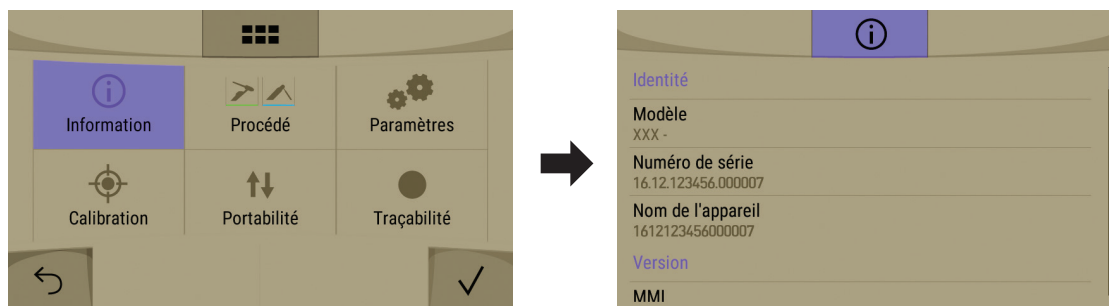 Information
Procédé
Paramètres
Calibration
Portabilité
Traçabilité
Identité
Modèle
XXX -
Numéro de série
16.12.123456.000007
Nom de l'appareil
1612123456000007
Version
MMI